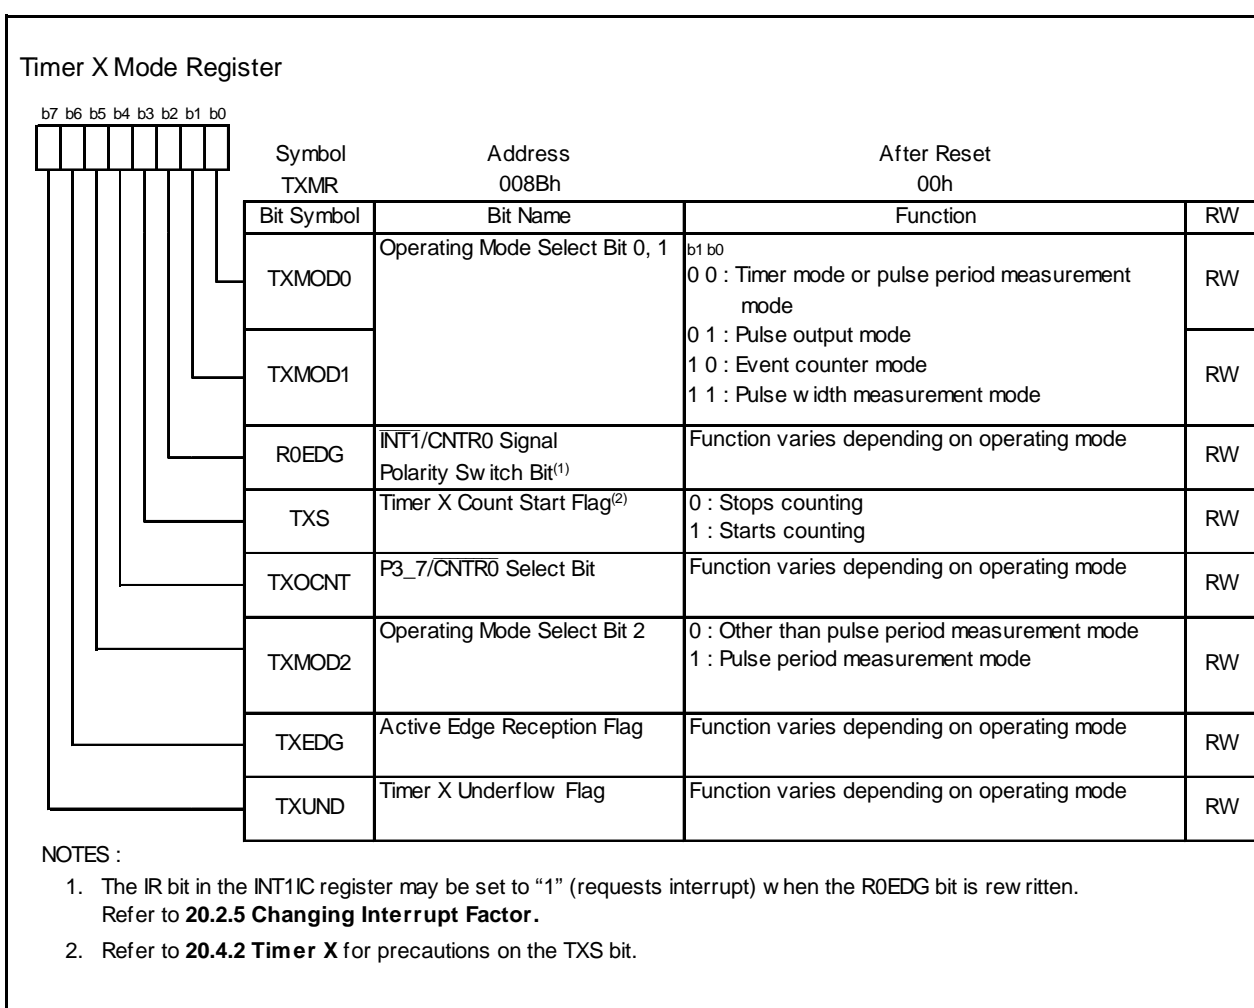 Timer X Mode Register
b7 b6 b5 b4 b3 b2 b1 b0
Symbol Address After Reset
TXMR 008Bh 00h
Bit Symbol Bit Name Function RW
TXMOD0 Operating Mode Select Bit 0, 1 b1 b0
0 0 : Timer mode or pulse period measurement
mode RW
0 1 : Pulse output mode
TXMOD1 1 0 : Event counter mode RW
1 1 : Pulse width measurement mode
R0EDG INT1/CNTR0 Signal Function varies depending on operating mode RW
Polarity Switch Bit(1)
TXS Timer X Count Start Flag(2) 0 : Stops counting RW
1 : Starts counting
TXOCNT P3_7/CNTR0 Select Bit Function varies depending on operating mode RW
TXMOD2 Operating Mode Select Bit 2 0 : Other than pulse period measurement mode RW
1 : Pulse period measurement mode
TXEDG Active Edge Reception Flag Function varies depending on operating mode RW
TXUND Timer X Underflow Flag Function varies depending on operating mode RW
NOTES :
1. The IR bit in the INT1IC register may be set to “1” (requests interrupt) when the R0EDG bit is rewritten.
Refer to 20.2.5 Changing Interrupt Factor.
2. Refer to 20.4.2 Timer X for precautions on the TXS bit.